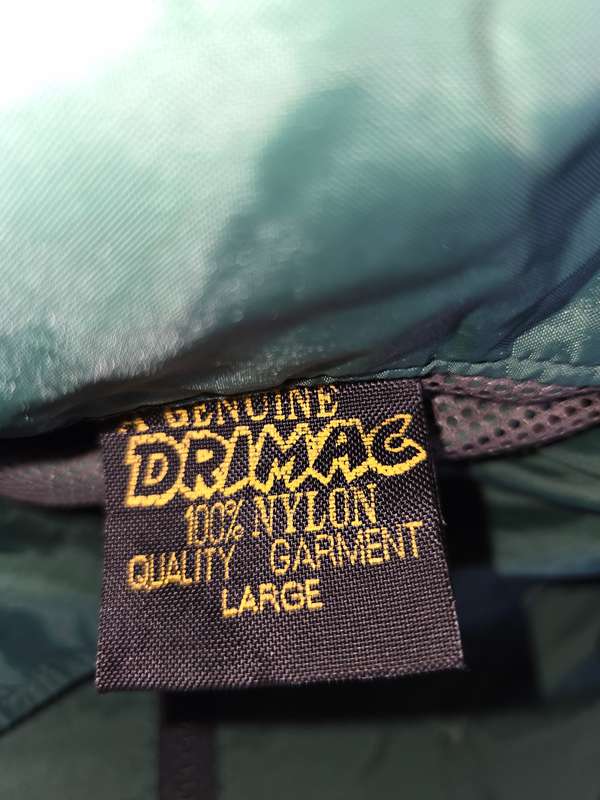 A GENUINE
DRIMAC
100% NYLON
QUALITY GARMENT
LARGE